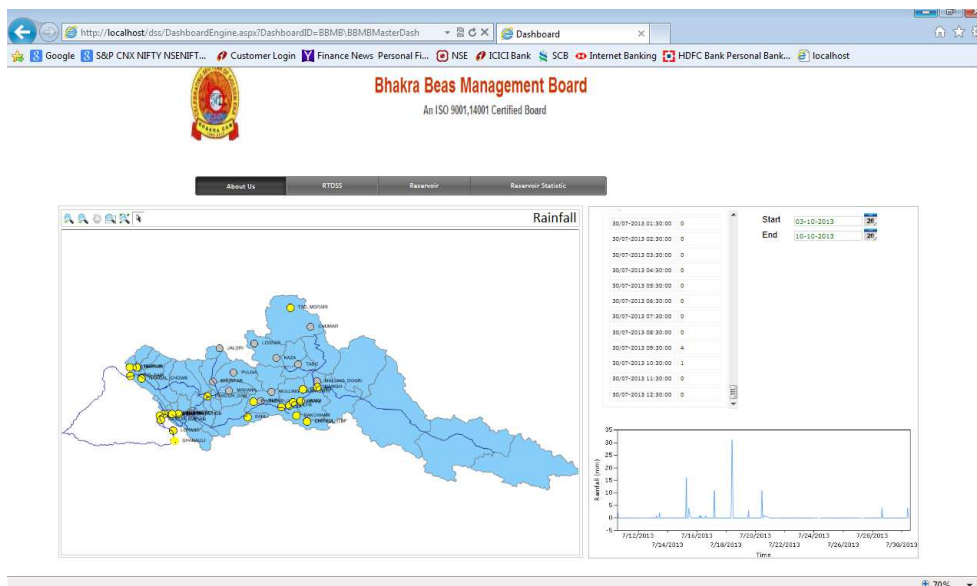 http://localhost/dss/DashboardEngine.aspx?DashboardID=BBMB\BBMBMasterDash
Dashboard
Google S&P CNX NIFTY NSENIFT... Customer Login Finance News Personal Fi... NSE ICICI Bank SCB Internet Banking HDFC Bank Personal Bank... localhost
BHAKRA DAM
Bhakra Beas Management Board
An ISO 9001,14001 Certified Board
About Us RTDSS Reservoir Reservoir Statistic
Rainfall
LOSSAR
JALORI
KAZA
TABO
PULGA
BANJAR
SAKCHHAM
30/07-2013 01:30:00 0
30/07-2013 02:30:00 0
30/07-2013 03:30:00 0
30/07-2013 04:30:00 0
30/07-2013 05:30:00 0
30/07-2013 06:30:00 0
30/07-2013 07:30:00 0
30/07-2013 08:30:00 0
30/07-2013 09:30:00 4
30/07-2013 10:30:00 1
30/07-2013 11:30:00 0
30/07-2013 12:30:00 0
Start 03-10-2013
End 10-10-2013
Rainfall (mm)
35
30
25
20
15
10
5
0
-5
7/12/2013 7/16/2013 7/20/2013 7/24/2013 7/28/2013
7/14/2013 7/18/2013 7/22/2013 7/26/2013 7/30/2013
Time
70%